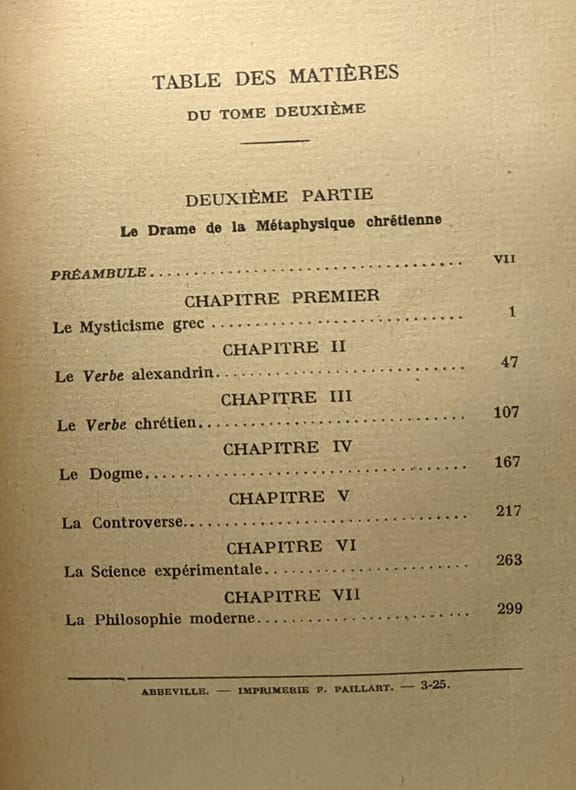 TABLE DES MATIÈRES
DU TOME DEUXIÈME
DEUXIÈME PARTIE
Le Drame de la Métaphysique chrétienne
PRÉAMBULE.................................... VII
CHAPITRE PREMIER
Le Mysticisme grec ............................. 1
CHAPITRE II
Le Verbe alexandrin............................. 47
CHAPITRE III
Le Verbe chrétien............................... 107
CHAPITRE IV
Le Dogme..................................... 167
CHAPITRE V
La Controverse................................. 217
CHAPITRE VI
La Science expérimentale........................ 263
CHAPITRE VII
La Philosophie moderne......................... 299
ABBEVILLE. — IMPRIMERIE F. PAILLART. — 3-25.